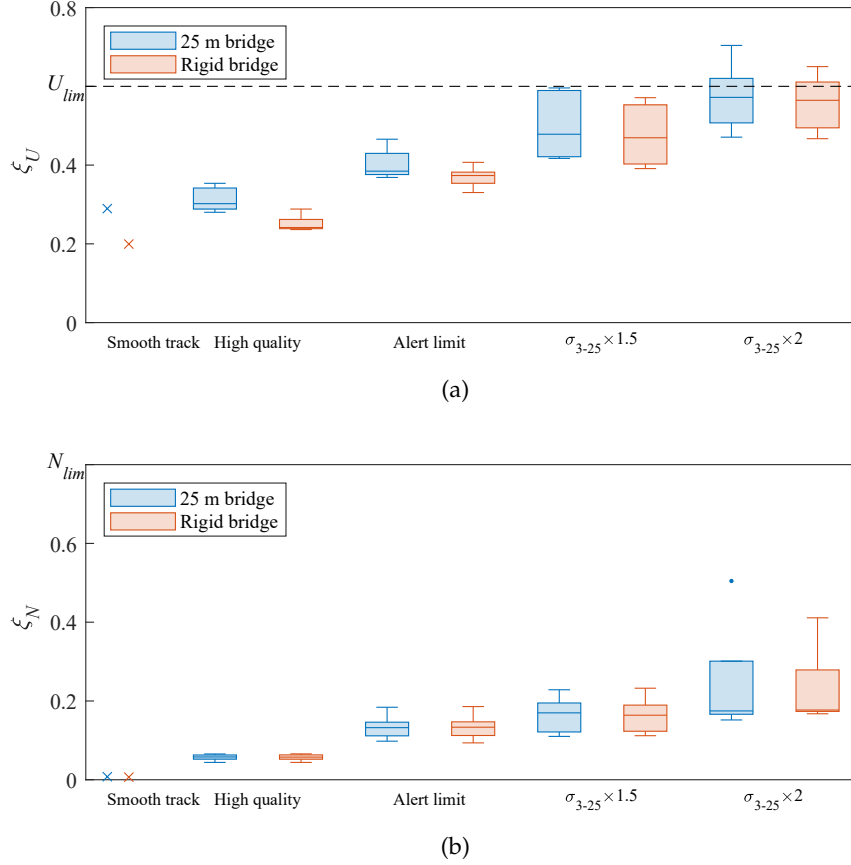 0.8
25 m bridge
Rigid bridge
U_lim
0.4
0.2
0
ξ_U
Smooth track High quality Alert limit σ_3-25×1.5 σ_3-25×2
(a)
N_lim
25 m bridge
Rigid bridge
0.6
0.4
0.2
0
ξ_N
Smooth track High quality Alert limit σ_3-25×1.5 σ_3-25×2
(b)